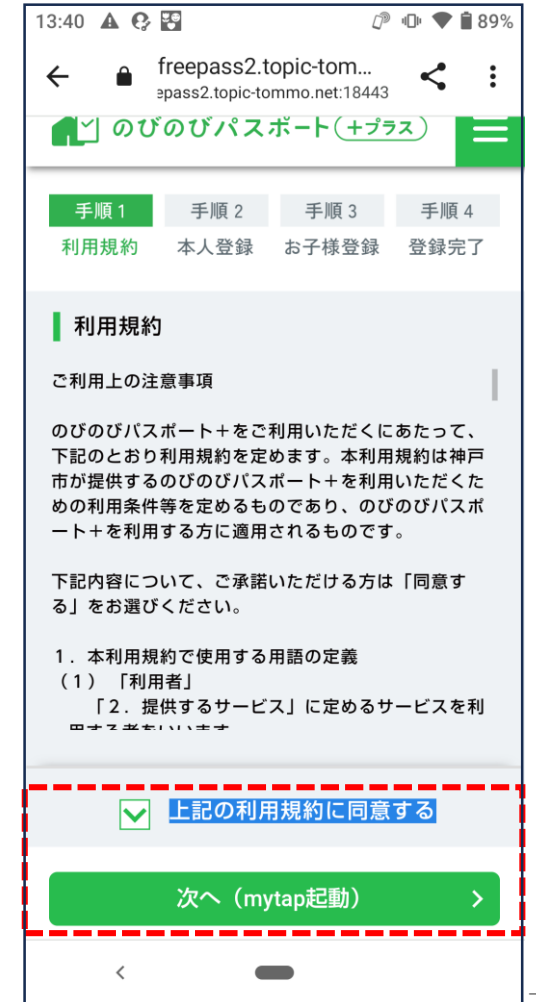 13:40 89%
freepass2.topic-tom...
epass2.topic-tommo.net:18443
のびのびパスポート(+プラス)
手順1 手順2 手順3 手順4
利用規約 本人登録 お子様登録 登録完了
利用規約
ご利用上の注意事項
のびのびパスポート+をご利用いただくにあたって、
下記のとおり利用規約を定めます。本利用規約は神戸
市が提供するのびのびパスポート+を利用いただくた
めの利用条件等を定めるものであり、のびのびパスポ
ート+を利用する方に適用されるものです。
下記内容について、ご承諾いただける方は「同意す
る」をお選びください。
1．本利用規約で使用する用語の定義
(1) 「利用者」
「2．提供するサービス」に定めるサービスを利
用する者をいいます
上記の利用規約に同意する
次へ(mytap起動)